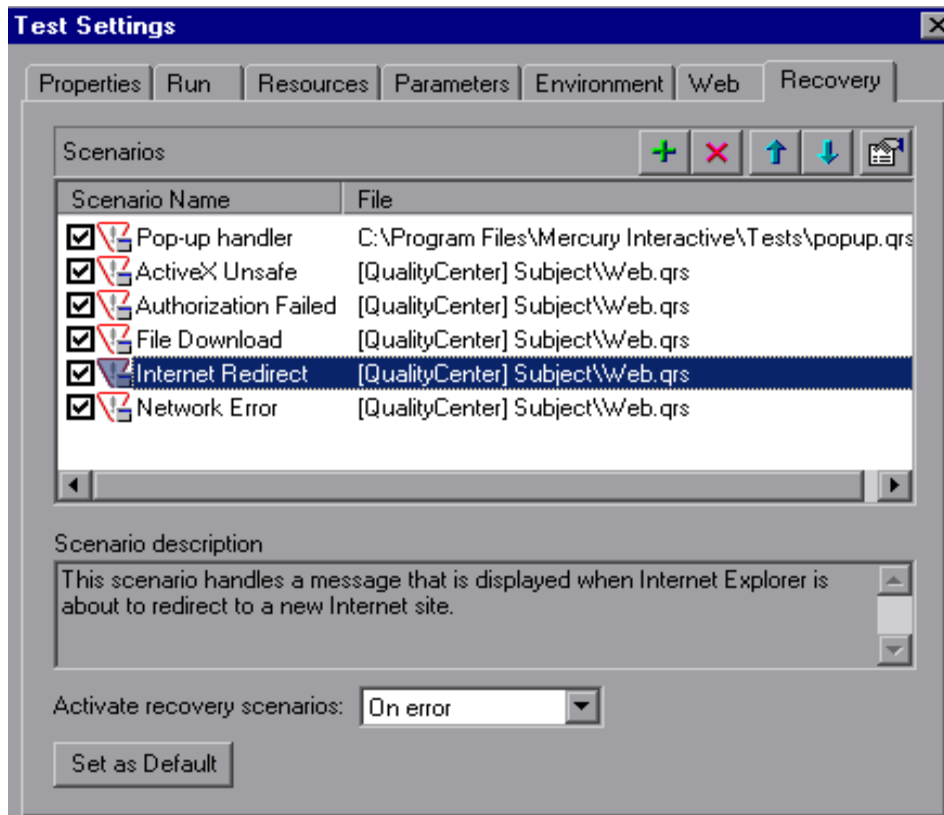 Test Settings
Properties Run Resources Parameters Environment Web Recovery
Scenarios
Scenario Name File
Pop-up handler C:\Program Files\Mercury Interactive\Tests\popup.qrs
ActiveX Unsafe [QualityCenter] Subject\Web.qrs
Authorization Failed [QualityCenter] Subject\Web.qrs
File Download [QualityCenter] Subject\Web.qrs
Internet Redirect [QualityCenter] Subject\Web.qrs
Network Error [QualityCenter] Subject\Web.qrs
Scenario description
This scenario handles a message that is displayed when Internet Explorer is
about to redirect to a new Internet site.
Activate recovery scenarios: On error
Set as Default